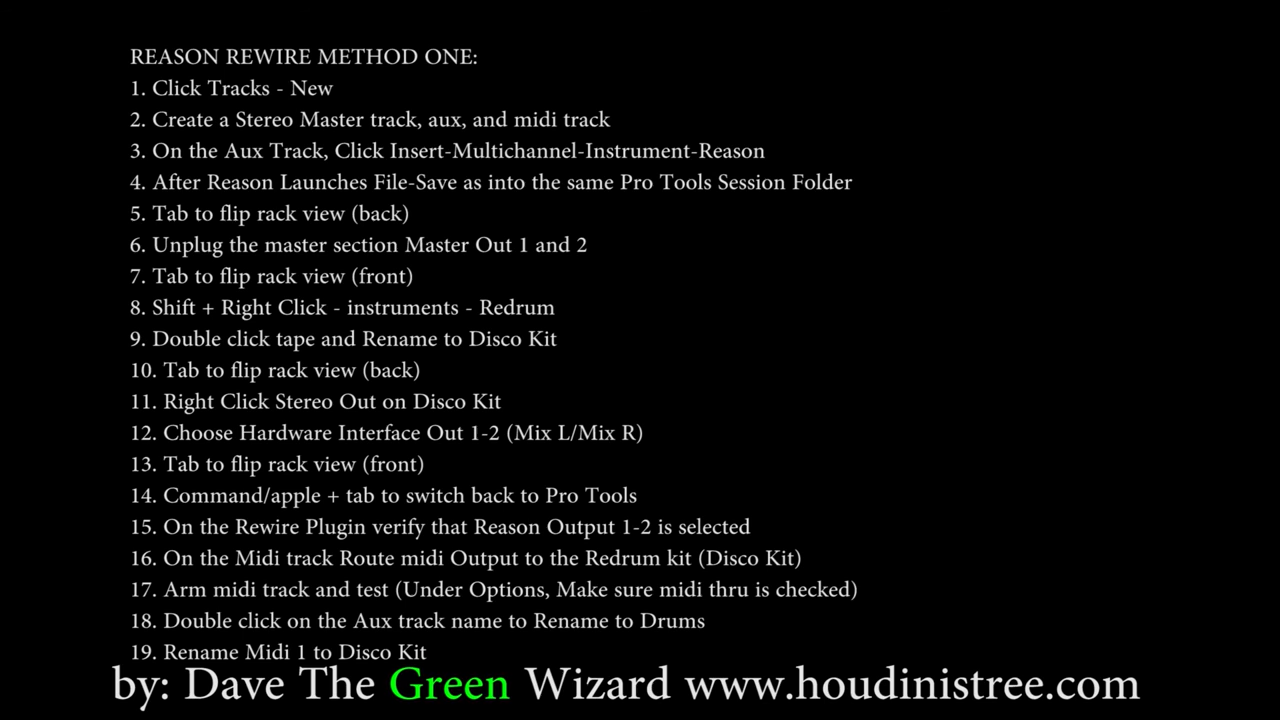 REASON REWIRE METHOD ONE:
1. Click Tracks - New
2. Create a Stereo Master track, aux, and midi track
3. On the Aux Track, Click Insert-Multichannel-Instrument-Reason
4. After Reason Launches File-Save as into the same Pro Tools Session Folder
5. Tab to flip rack view (back)
6. Unplug the master section Master Out 1 and 2
7. Tab to flip rack view (front)
8. Shift + Right Click - instruments - Redrum
9. Double click tape and Rename to Disco Kit
10. Tab to flip rack view (back)
11. Right Click Stereo Out on Disco Kit
12. Choose Hardware Interface Out 1-2 (Mix L/Mix R)
13. Tab to flip rack view (front)
14. Command/apple + tab to switch back to Pro Tools
15. On the Rewire Plugin verify that Reason Output 1-2 is selected
16. On the Midi track Route midi Output to the Redrum kit (Disco Kit)
17. Arm midi track and test (Under Options, Make sure midi thru is checked)
18. Double click on the Aux track name to Rename to Drums
19. Rename Midi 1 to Disco Kit
by: Dave The Green Wizard www.houdinistree.com